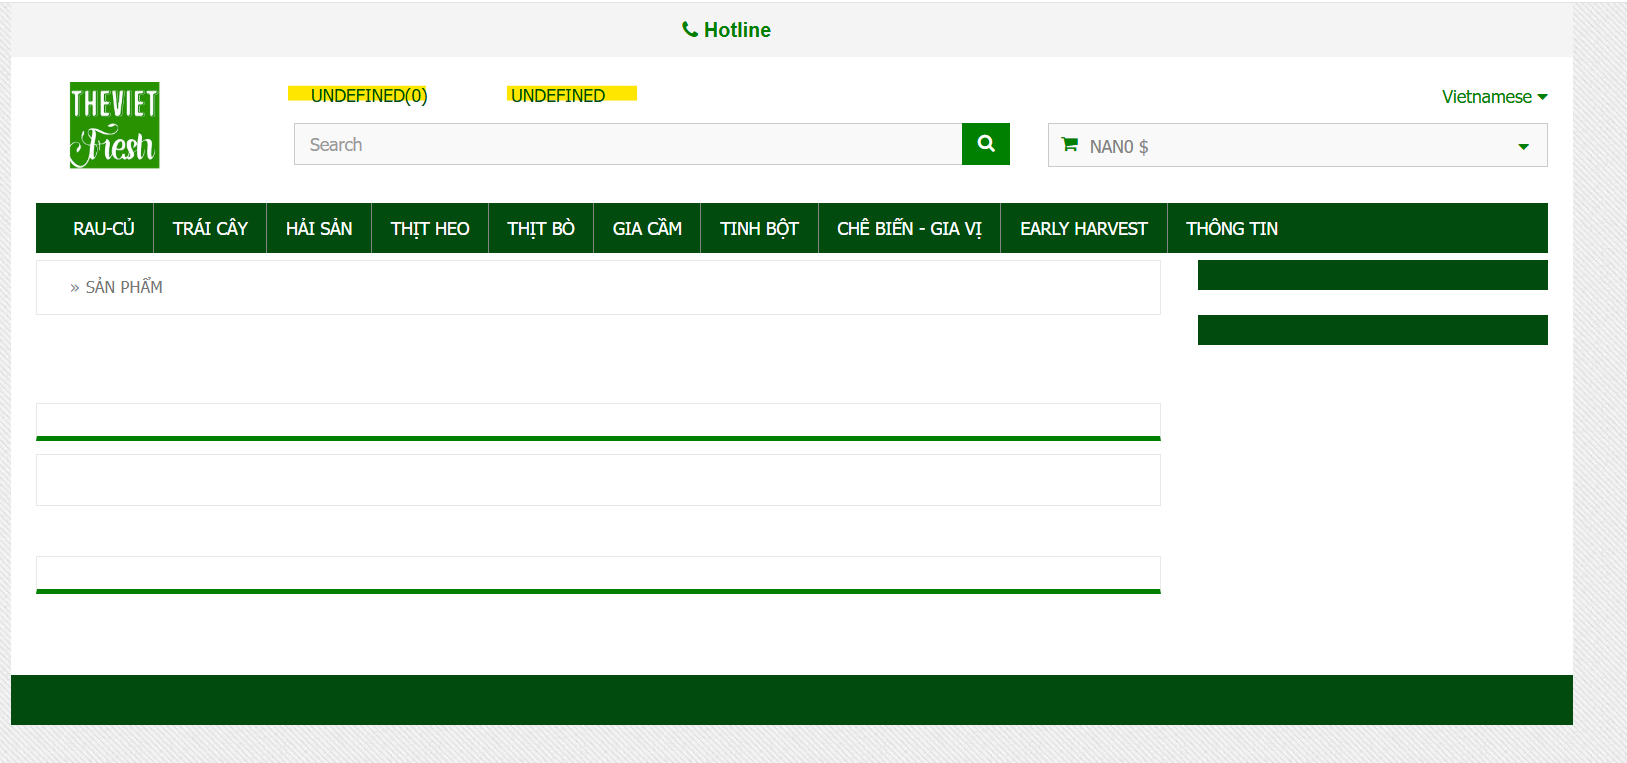 Hotline
THEVIET
Fresh
UNDEFINED(0)
UNDEFINED
Vietnamese
Search
NAN0 $
RAU-CỦ
TRÁI CÂY
HẢI SẢN
THỊT HEO
THỊT BÒ
GIA CẦM
TINH BỘT
CHẾ BIẾN - GIA VỊ
EARLY HARVEST
THÔNG TIN
» SẢN PHẨM